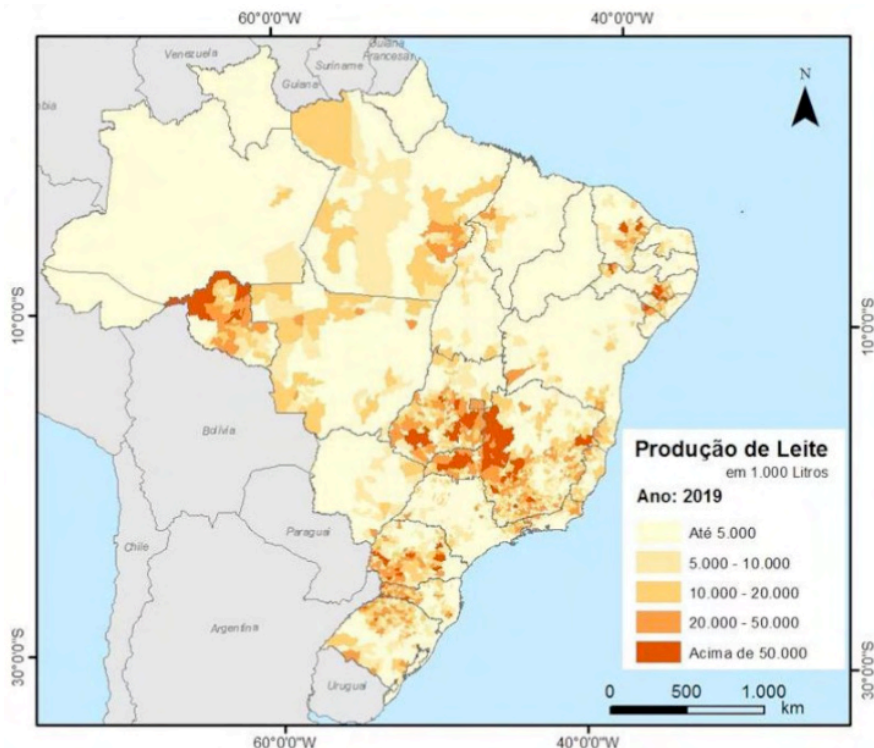 60°0'0"W 40°0'0"W
Venezuela
Guiana
Francesa
Suriname
Guiana
N
10°0'0"S 10°0'0"S
Bolívia
Paraguai
Chile
Argentina
Uruguai
30°0'0"S 30°0'0"S
Produção de Leite
em 1.000 Litros
Ano: 2019
Até 5.000
5.000 - 10.000
10.000 - 20.000
20.000 - 50.000
Acima de 50.000
0 500 1.000
km
60°0'0"W 40°0'0"W